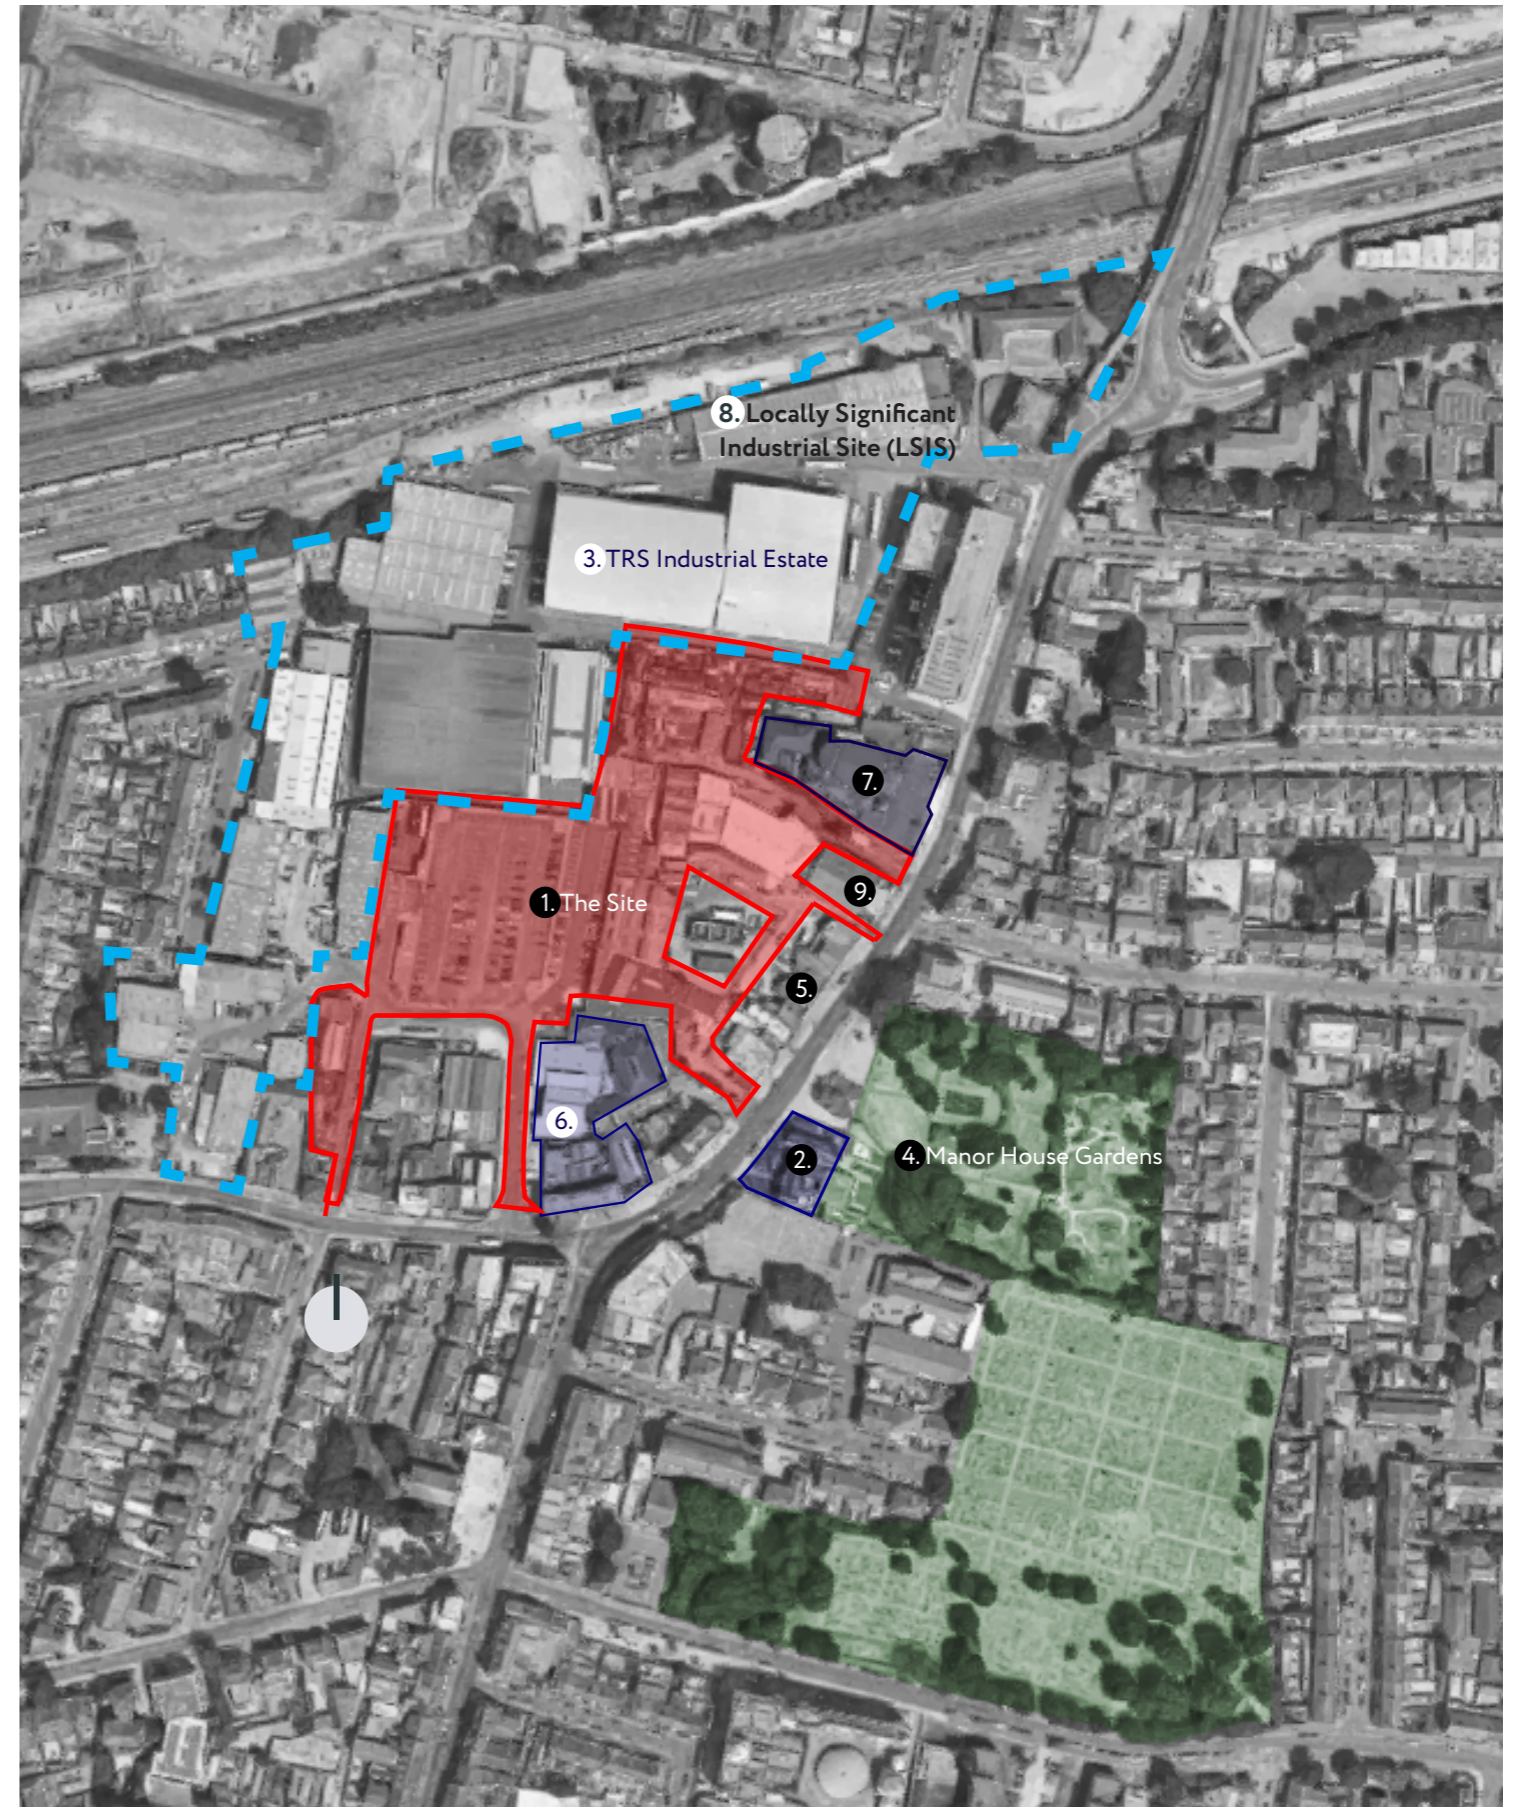 8. Locally Significant
Industrial Site (LSIS)
3. TRS Industrial Estate
7.
9.
1. The Site
5.
6.
2.
4. Manor House Gardens